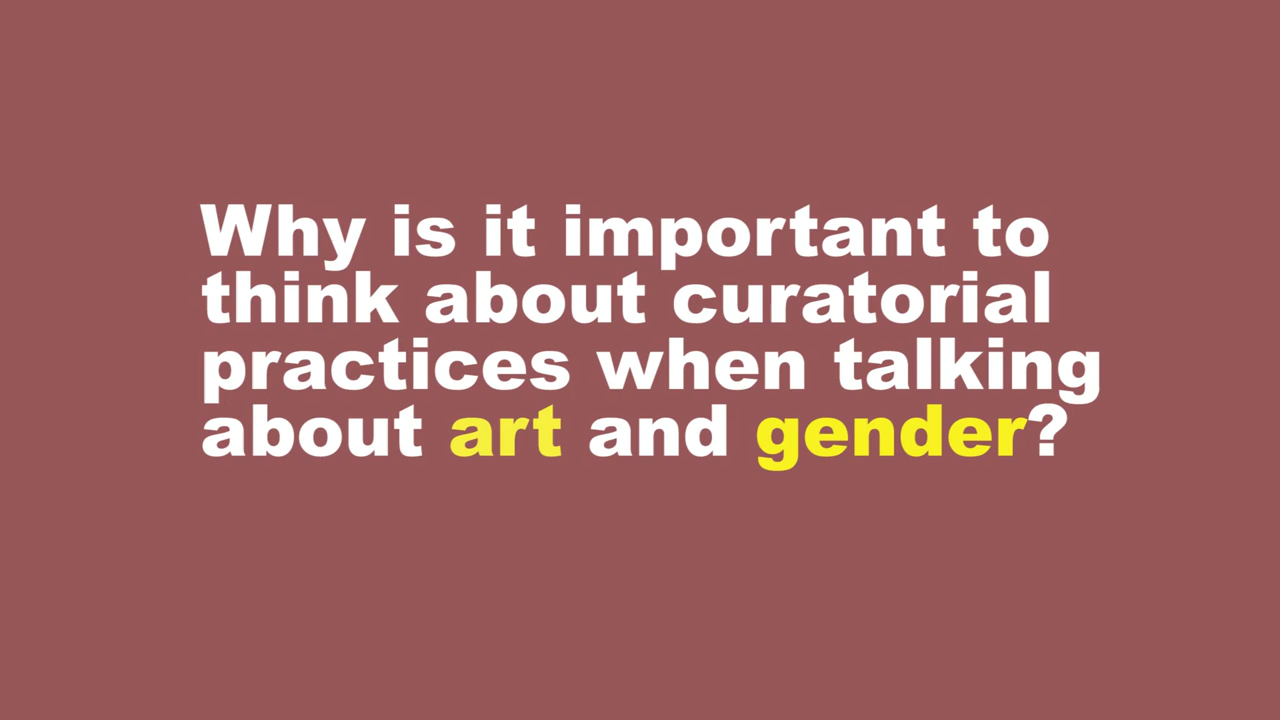 Why is it important to
think about curatorial
practices when talking
about art and gender?